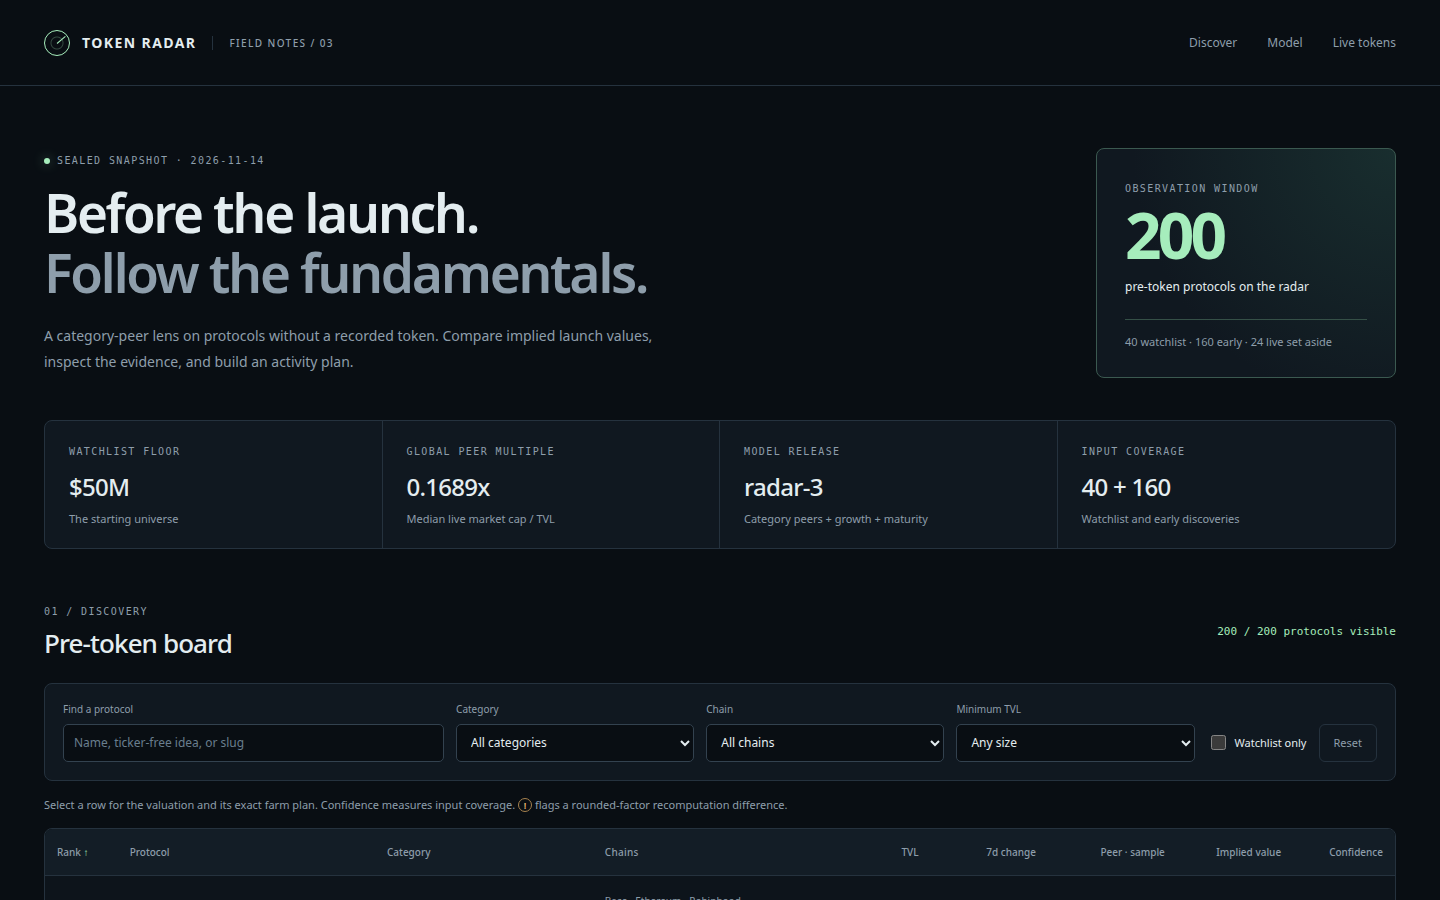 TOKEN RADAR
FIELD NOTES / 03
Discover
Model
Live tokens
SEALED SNAPSHOT · 2026-11-14
Before the launch.
Follow the fundamentals.
A category-peer lens on protocols without a recorded token. Compare implied launch values,
inspect the evidence, and build an activity plan.
OBSERVATION WINDOW
200
pre-token protocols on the radar
40 watchlist · 160 early · 24 live set aside
WATCHLIST FLOOR
$50M
The starting universe
GLOBAL PEER MULTIPLE
0.1689x
Median live market cap / TVL
MODEL RELEASE
radar-3
Category peers + growth + maturity
INPUT COVERAGE
40 + 160
Watchlist and early discoveries
01 / DISCOVERY
Pre-token board
200 / 200 protocols visible
Find a protocol
Name, ticker-free idea, or slug
Category
All categories
Chain
All chains
Minimum TVL
Any size
Watchlist only
Reset
Select a row for the valuation and its exact farm plan. Confidence measures input coverage. ! flags a rounded-factor recomputation difference.
Rank ↑
Protocol
Category
Chains
TVL
7d change
Peer · sample
Implied value
Confidence